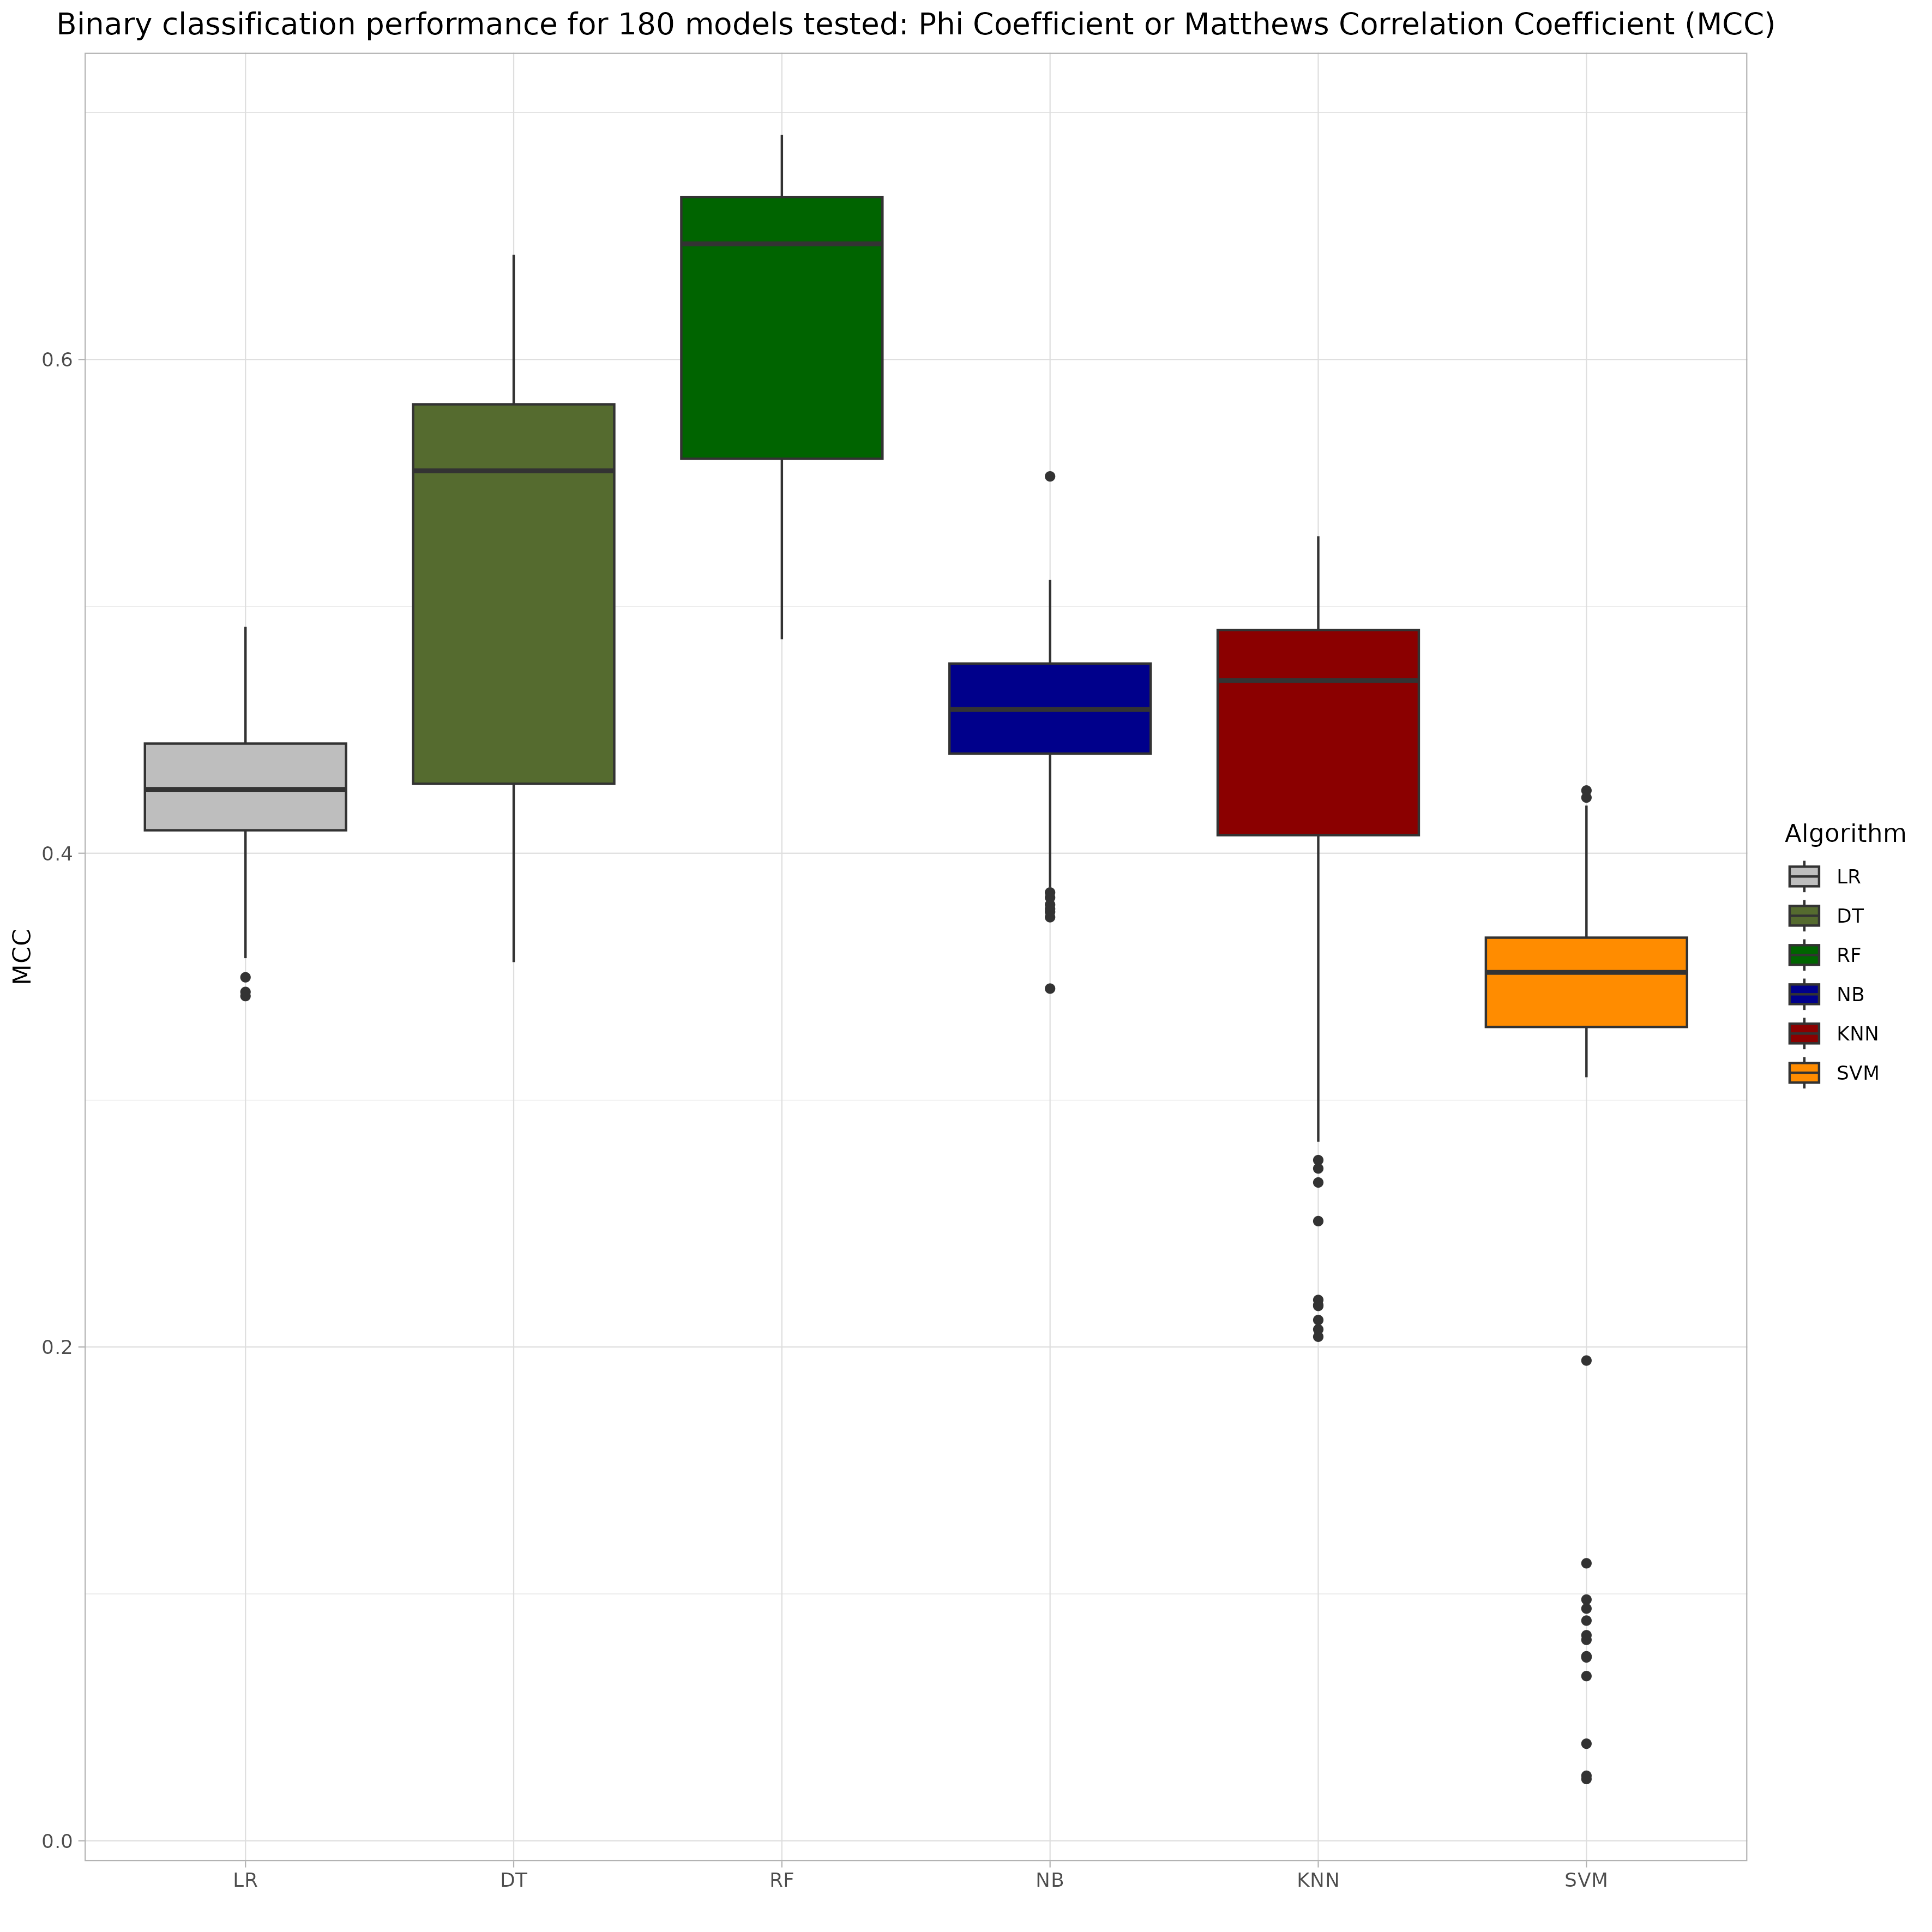 Binary classification performance for 180 models tested: Phi Coefficient or Matthews Correlation Coefficient (MCC)
MCC
0.6
0.4
0.2
0.0
LR DT RF NB KNN SVM
Algorithm
LR
DT
RF
NB
KNN
SVM